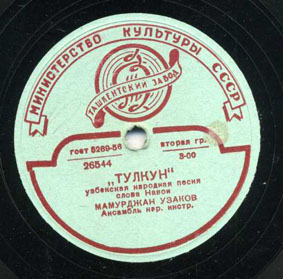 МИНИСТЕРСТВО КУЛЬТУРЫ СССР
ТАШКЕНТСКИЙ ЗАВОД
гост 5289-56 вторая гр.
26544 3-00
„ТУЛКУН“
узбекская народная песня
слова Навои
МАМУРДЖАН УЗАКОВ
Ансамбль нар. инстр.